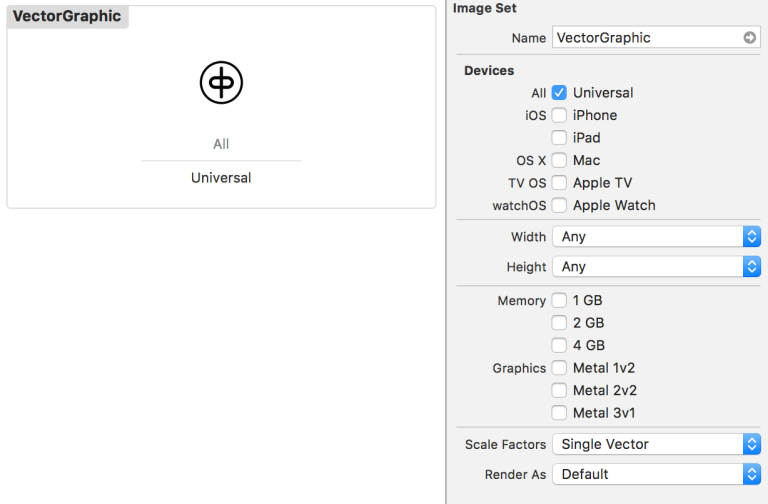 VectorGraphic
All
Universal
Image Set
Name VectorGraphic
Devices
All Universal
iOS iPhone
iPad
OS X Mac
TV OS Apple TV
watchOS Apple Watch
Width Any
Height Any
Memory 1 GB
2 GB
4 GB
Graphics Metal 1v2
Metal 2v2
Metal 3v1
Scale Factors Single Vector
Render As Default